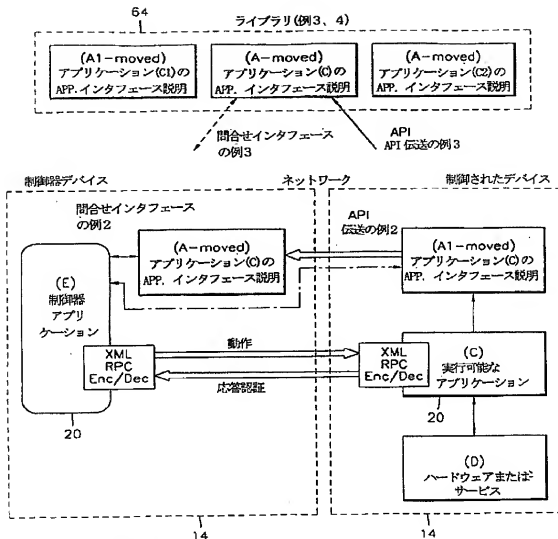 64
ライブラリ(例3、4)
(A1-moved)
アプリケーション(C1)の
APP.インタフェース説明
(A-moved)
アプリケーション(C)の
APP.インタフェース説明
(A-moved)
アプリケーション(C2)の
APP.インタフェース説明
問合せインタフェース
の例3
API
API 伝送の例3
制御器デバイス
ネットワーク
制御されたデバイス
問合せインタフェース
の例2
(A-moved)
アプリケーション(C)の
APP.インタフェース説明
API
伝送の例2
(A1-moved)
アプリケーション(C)の
APP.インタフェース説明
(E)
制御器
アプリ
ケーション
XML
RPC
Enc/Dec
動作
応答認証
XML
RPC
Enc/Dec
(C)
実行可能な
アプリケーション
20
20
(D)
ハードウェアまたは
サービス
14
14